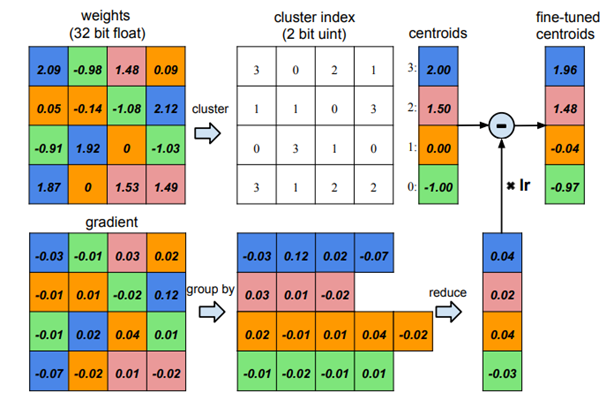 weights
(32 bit float)
cluster index
(2 bit uint)
centroids
fine-tuned
centroids
2.09 -0.98 1.48 0.09
0.05 -0.14 -1.08 2.12
-0.91 1.92 0 -1.03
1.87 0 1.53 1.49
cluster
3 0 2 1
1 1 0 3
0 3 1 0
3 1 2 2
3: 2.00
2: 1.50
1: 0.00
0: -1.00
-
× lr
1.96
1.48
-0.04
-0.97
gradient
-0.03 -0.01 0.03 0.02
-0.01 0.01 -0.02 0.12
-0.01 0.02 0.04 0.01
-0.07 -0.02 0.01 -0.02
group by
-0.03 0.12 0.02 -0.07
0.03 0.01 -0.02
0.02 -0.01 0.01 0.04 -0.02
-0.01 -0.02 -0.01 0.01
reduce
0.04
0.02
0.04
-0.03